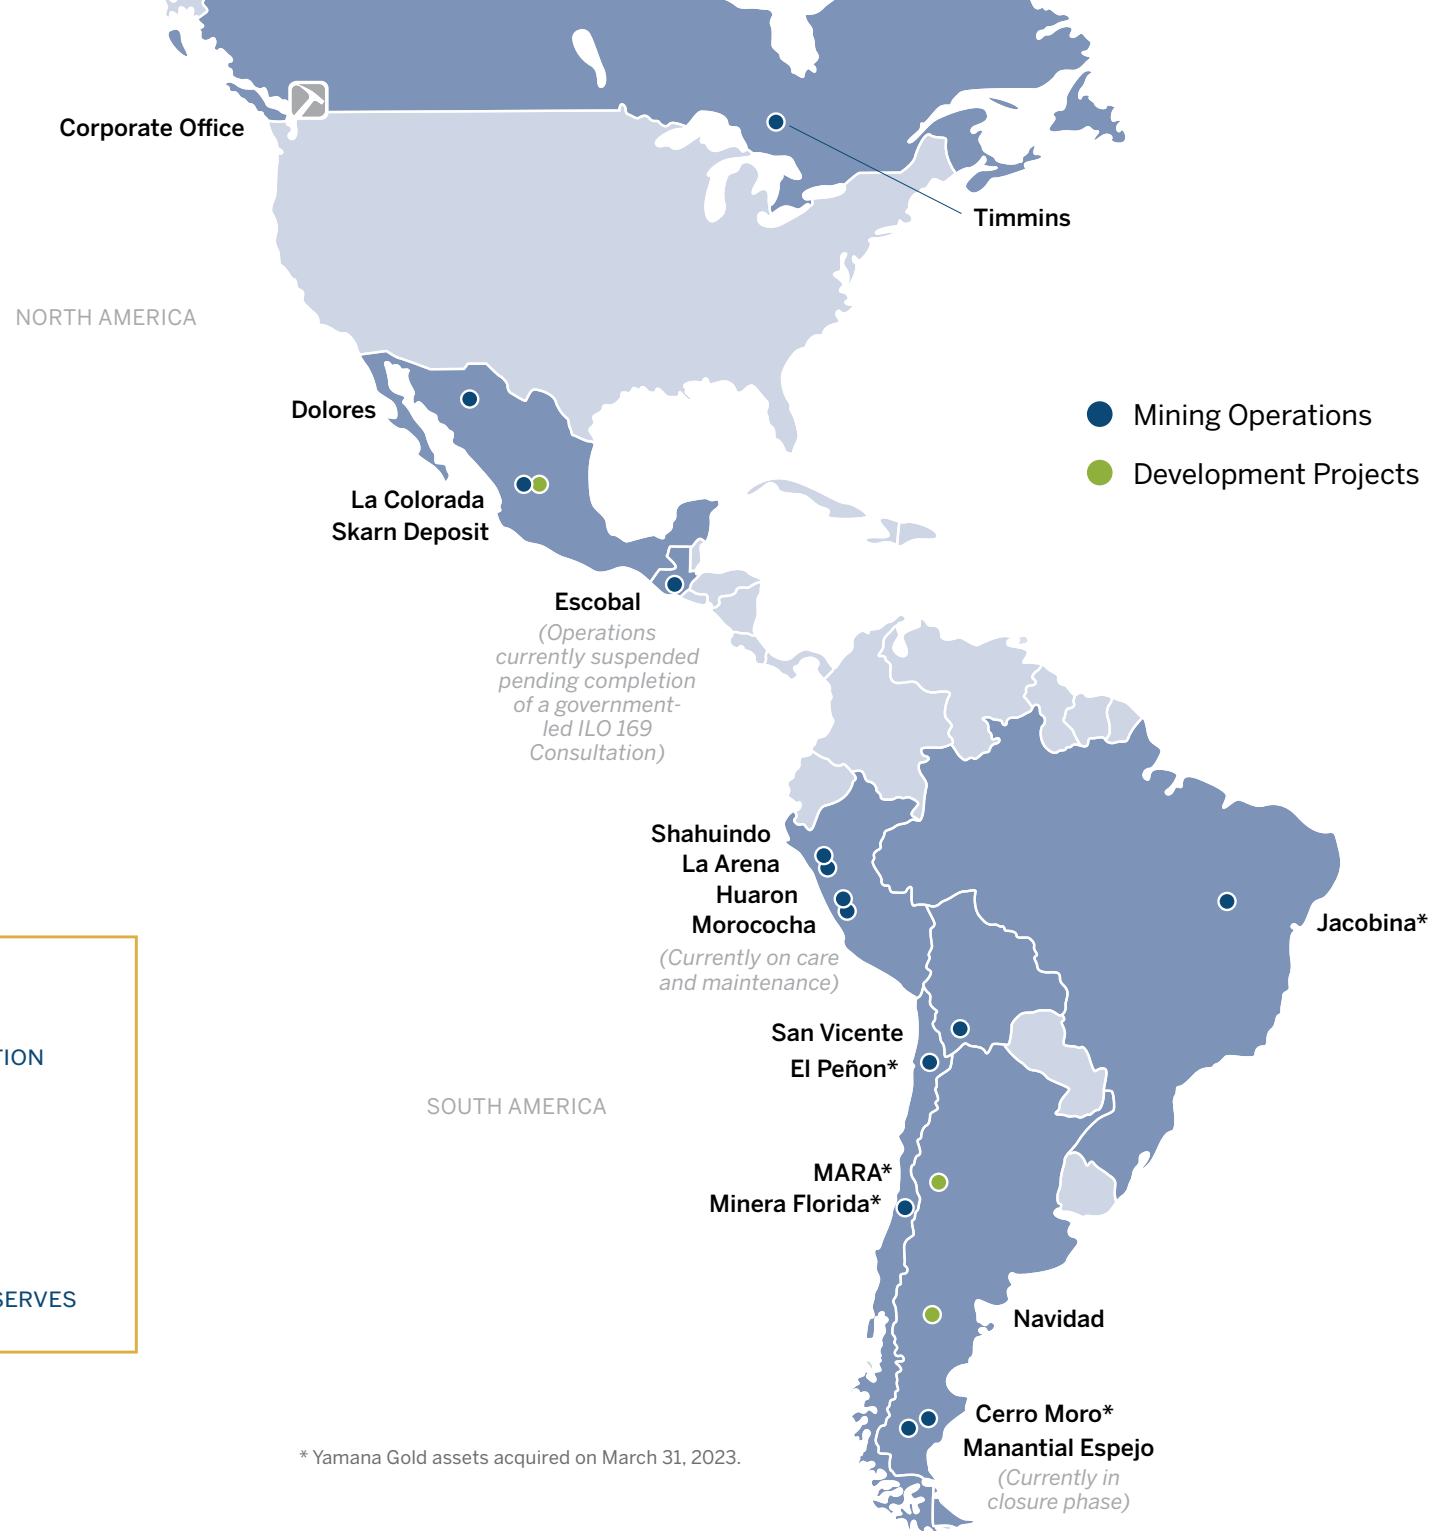 Corporate Office
Timmins
NORTH AMERICA
Dolores
Mining Operations
Development Projects
La Colorada
Skarn Deposit
Escobal
(Operations
currently suspended
pending completion
of a government-
led ILO 169
Consultation)
Shahuindo
La Arena
Huaron
Morococha
(Currently on care
and maintenance)
Jacobina*
San Vicente
El Peñon*
TION
SOUTH AMERICA
MARA*
Minera Florida*
SERVES
Navidad
Cerro Moro*
Manantial Espejo
(Currently in
closure phase)
* Yamana Gold assets acquired on March 31, 2023.